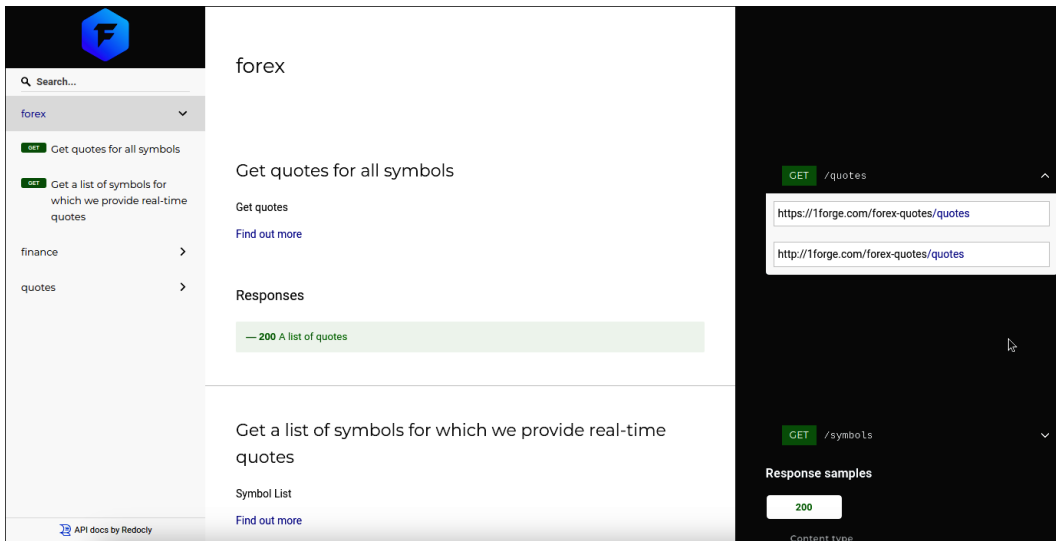 Search...
forex
GET Get quotes for all symbols
GET Get a list of symbols for
which we provide real-time
quotes
finance
quotes
API docs by Redocly
forex
Get quotes for all symbols
Get quotes
Find out more
Responses
— 200 A list of quotes
Get a list of symbols for which we provide real-time
quotes
Symbol List
Find out more
GET /quotes
https://1forge.com/forex-quotes/quotes
http://1forge.com/forex-quotes/quotes
GET /symbols
Response samples
200
Content type